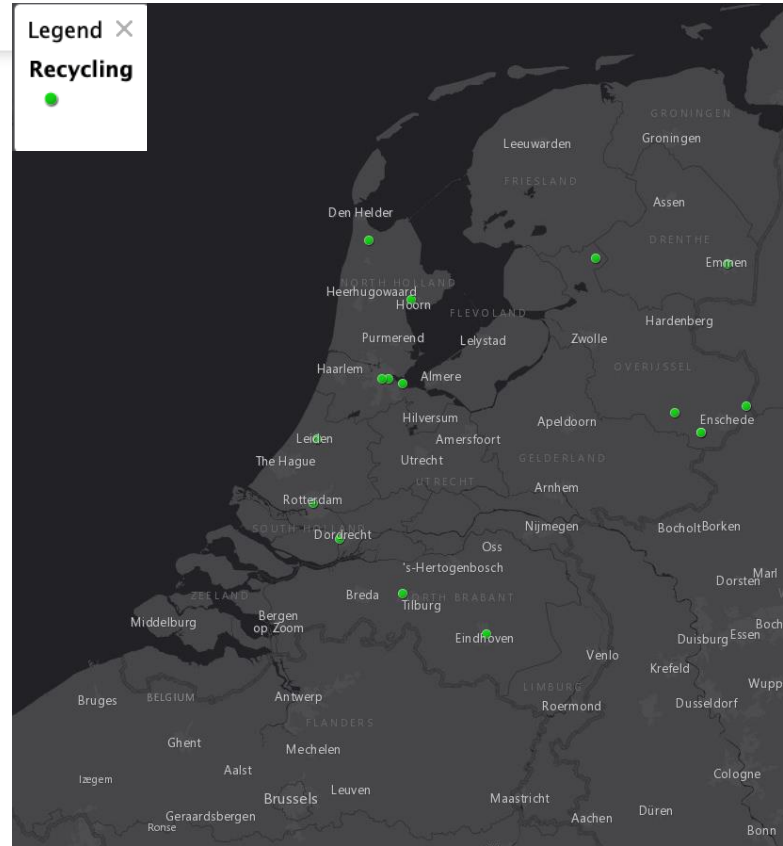 Legend ×
Recycling
GRONINGEN
Leeuwarden
Groningen
FRIESLAND
Assen
Den Helder
DRENTHE
Emmen
NORTH HOLLAND
Heerhugowaard
Hoorn
FLEVOLAND
Hardenberg
Purmerend
Lelystad
Zwolle
Haarlem
Almere
OVERIJSSEL
Hilversum
Apeldoorn
Enschede
Leiden
Amersfoort
The Hague
Utrecht
GELDERLAND
UTRECHT
Arnhem
Rotterdam
SOUTH HOLLAND
Dordrecht
Nijmegen
Bocholt
Borken
Oss
's-Hertogenbosch
Marl
Dorsten
ZEELAND
Breda
NORTH BRABANT
Tilburg
Middelburg
Bergen
op Zoom
Eindhoven
Duisburg
Essen
Boch
Venlo
Krefeld
Wupp
LIMBURG
Bruges
BELGIUM
Antwerp
Roermond
Dusseldorf
FLANDERS
Ghent
Mechelen
Aalst
Cologne
Izegem
Leuven
Brussels
Maastricht
Geraardsbergen
Aachen
Düren
Ronse
Bonn